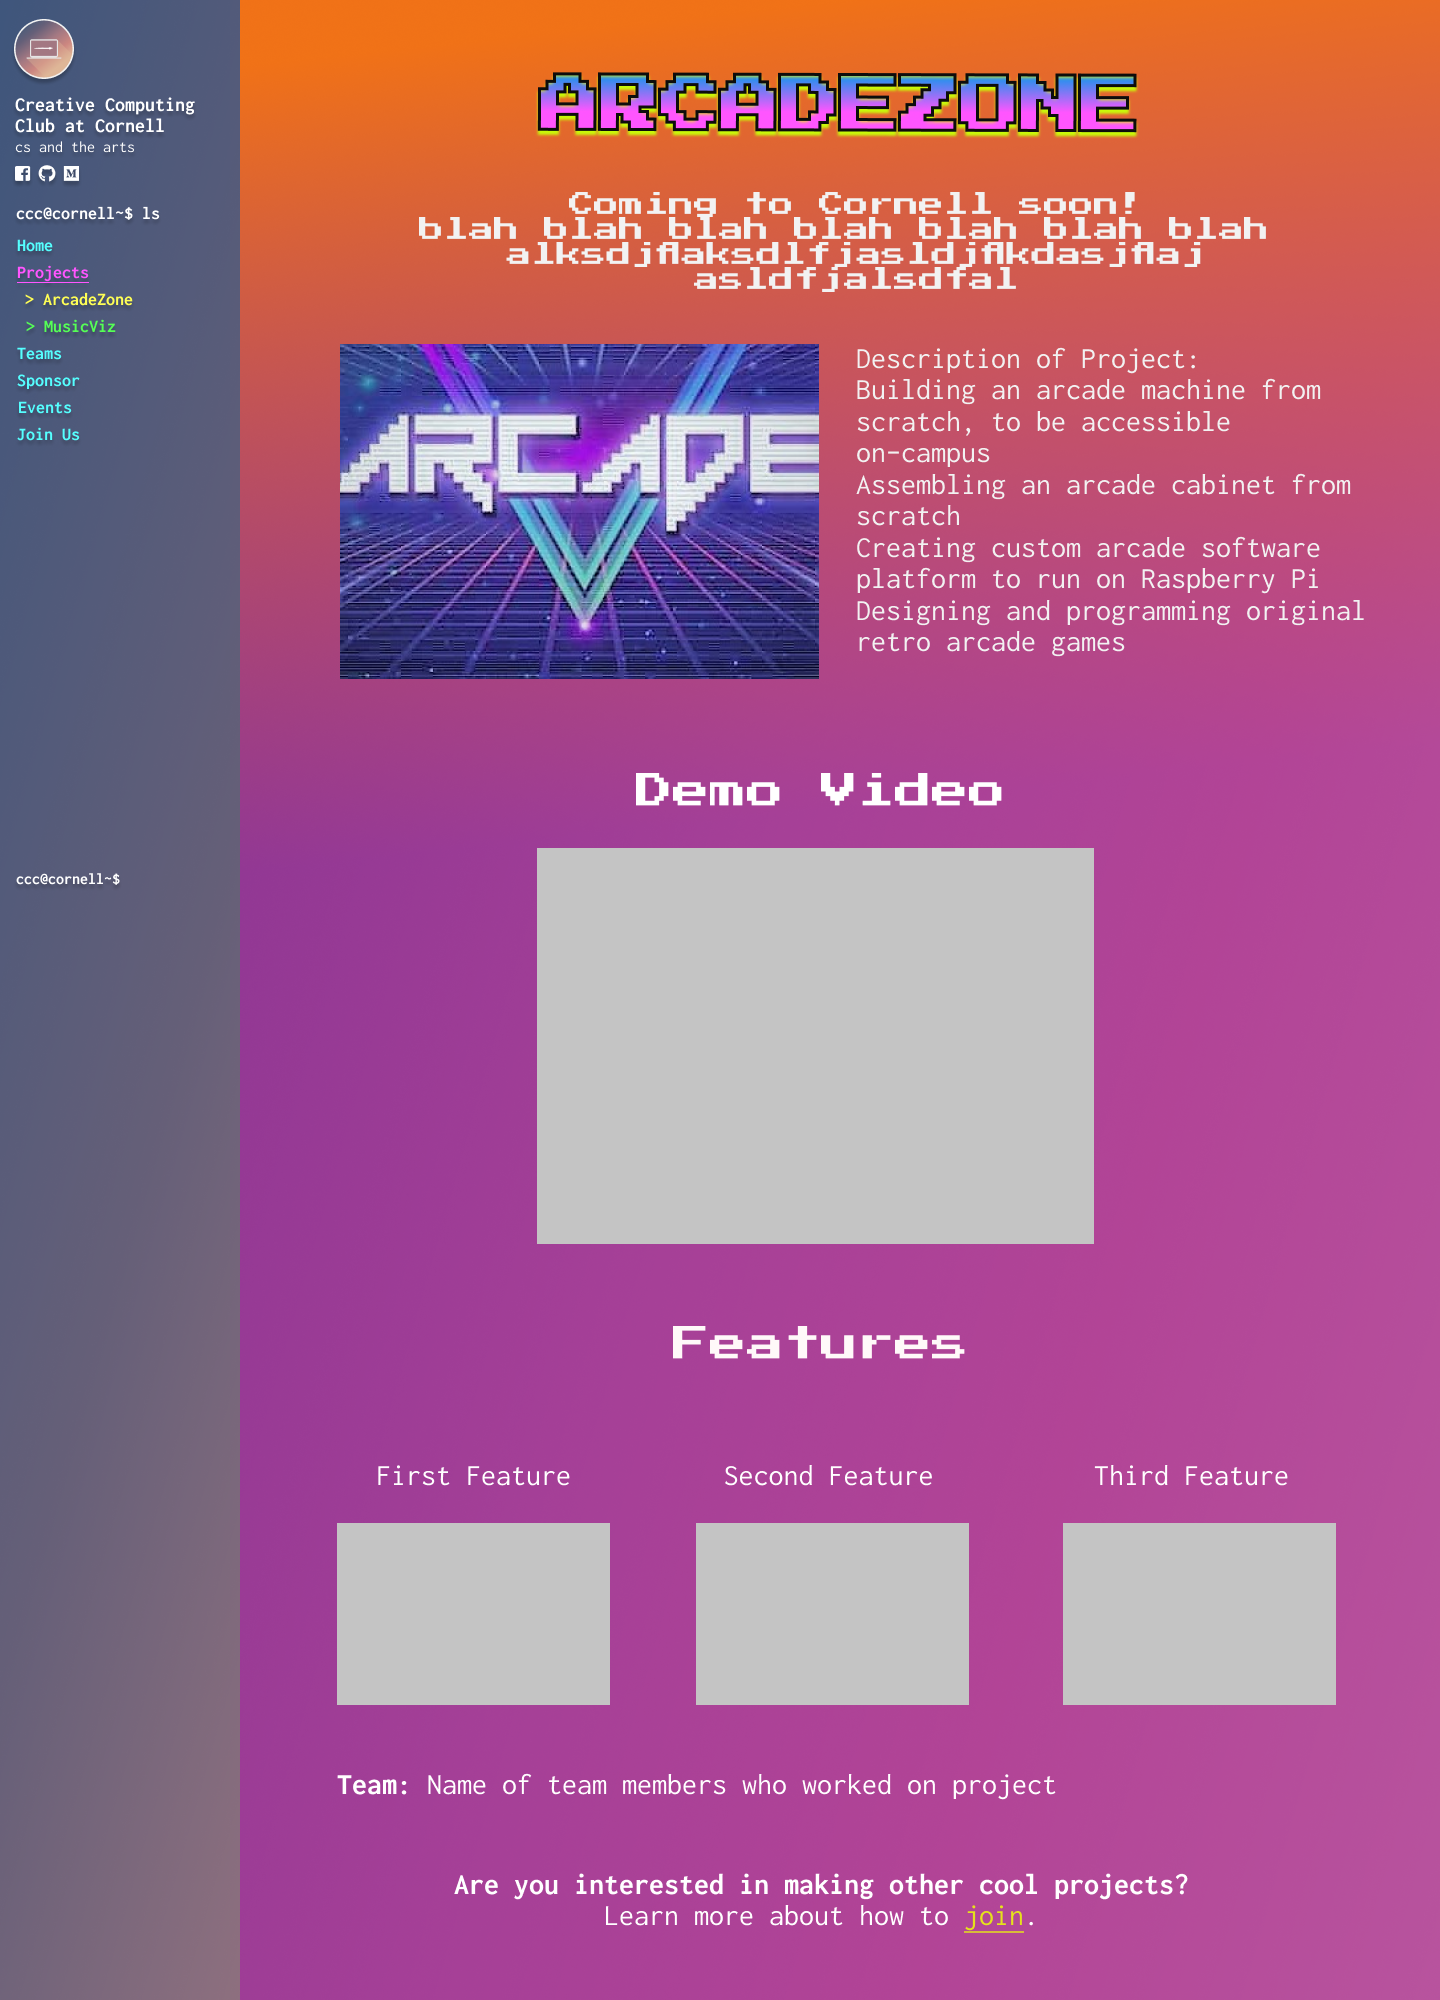 Creative Computing
Club at Cornell
cs and the arts
ccc@cornell~$ ls
Home
Projects
> ArcadeZone
> MusicViz
Teams
Sponsor
Events
Join Us
ccc@cornell~$
ARCADEZONE
Coming to Cornell soon!
blah blah blah blah blah blah blah
alksdjflaksdlfjasldjflkdasjflaj
asldfjalsdfal
ARCADE
Description of Project:
Building an arcade machine from
scratch, to be accessible
on-campus
Assembling an arcade cabinet from
scratch
Creating custom arcade software
platform to run on Raspberry Pi
Designing and programming original
retro arcade games
Demo Video
Features
First Feature
Second Feature
Third Feature
Team: Name of team members who worked on project
Are you interested in making other cool projects?
Learn more about how to join.